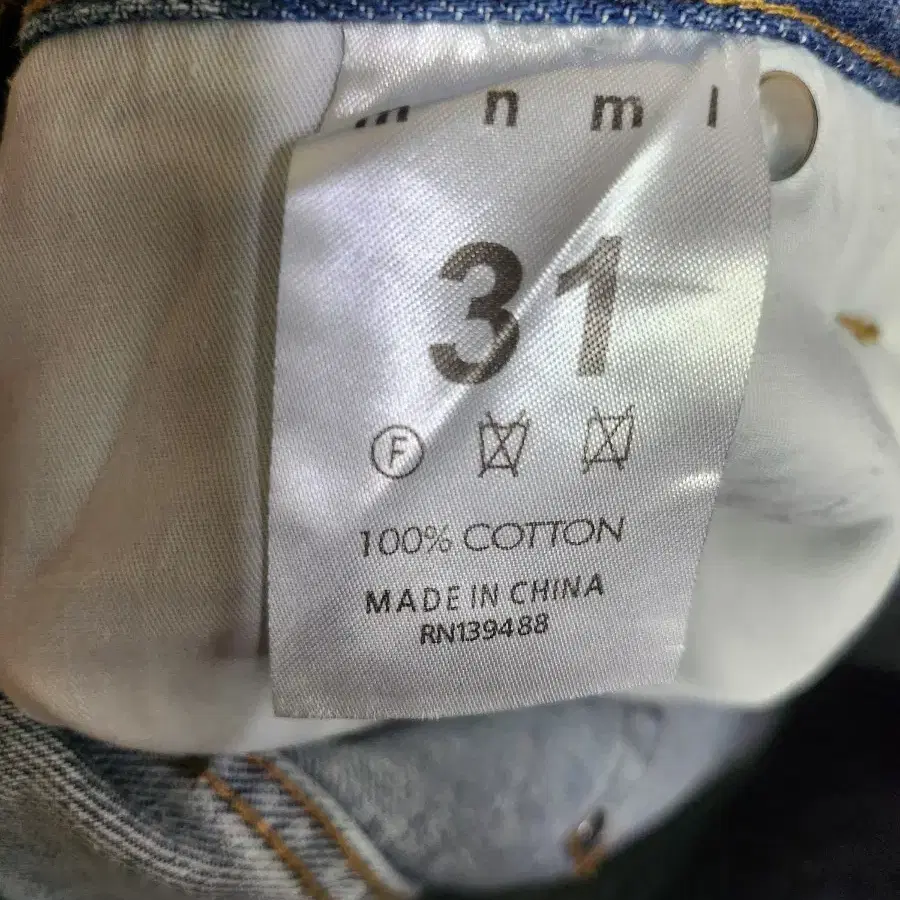 m n m l
31
F
100% COTTON
MADE IN CHINA
RN139488